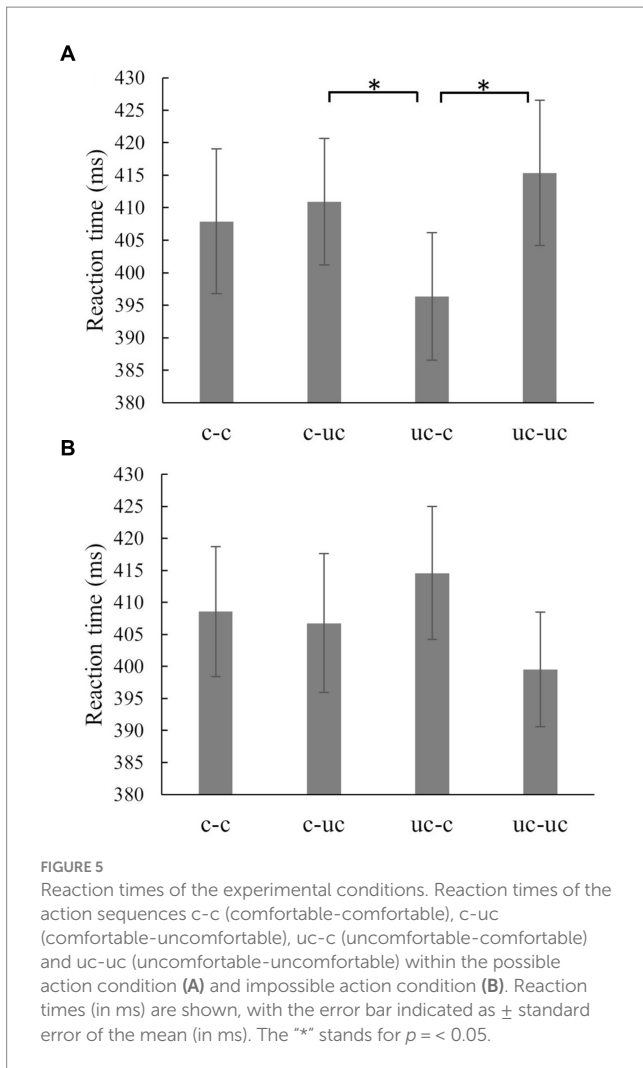 A
430
* *
425
420
415
410
405
400
395
390
385
380
Reaction time (ms)
c-c c-uc uc-c uc-uc
B
430
425
420
415
410
405
400
395
390
385
380
Reaction time (ms)
c-c c-uc uc-c uc-uc
FIGURE 5
Reaction times of the experimental conditions. Reaction times of the
action sequences c-c (comfortable-comfortable), c-uc
(comfortable-uncomfortable), uc-c (uncomfortable-comfortable)
and uc-uc (uncomfortable-uncomfortable) within the possible
action condition (A) and impossible action condition (B). Reaction
times (in ms) are shown, with the error bar indicated as ± standard
error of the mean (in ms). The “*” stands for p = < 0.05.